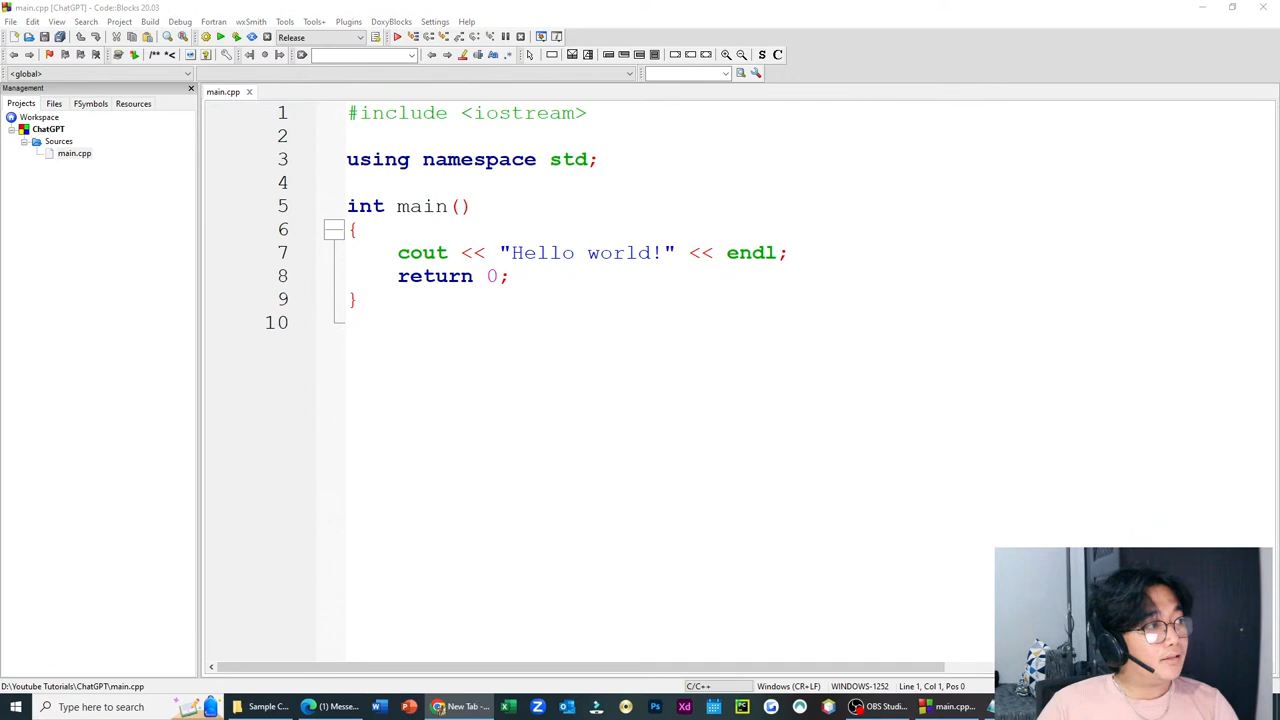 main.cpp [ChatGPT] - Code::Blocks 20.03
File Edit View Search Project Build Debug Fortran wxSmith Tools Tools+ Plugins DoxyBlocks Settings Help
Release
/** *<
.*
S C
<global>
Management
main.cpp
Projects Files FSymbols Resources
Workspace
ChatGPT
Sources
main.cpp
1 #include <iostream>
2
3 using namespace std;
4
5 int main()
6 {
7 cout << "Hello world!" << endl;
8 return 0;
9 }
10
D:\Youtube Tutorials\ChatGPT\main.cpp
C/C++
Windows (CR+LF)
WINDOWS-1252
Line 1, Col 1, Pos 0
Type here to search
Sample C...
(1) Messe...
New Tab -...
OBS Studi...
main.cpp...